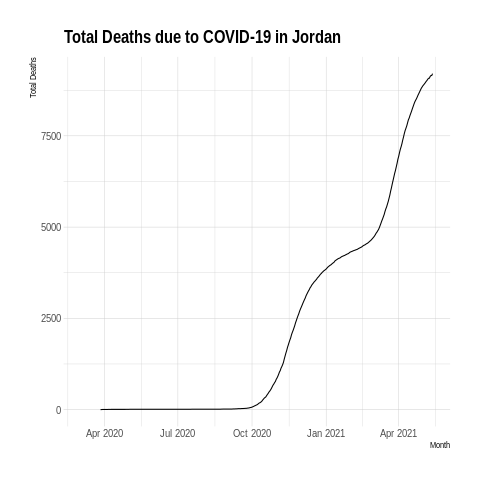 Total Deaths due to COVID-19 in Jordan
Total Deaths
7500
5000
2500
0
Apr 2020 Jul 2020 Oct 2020 Jan 2021 Apr 2021
Month